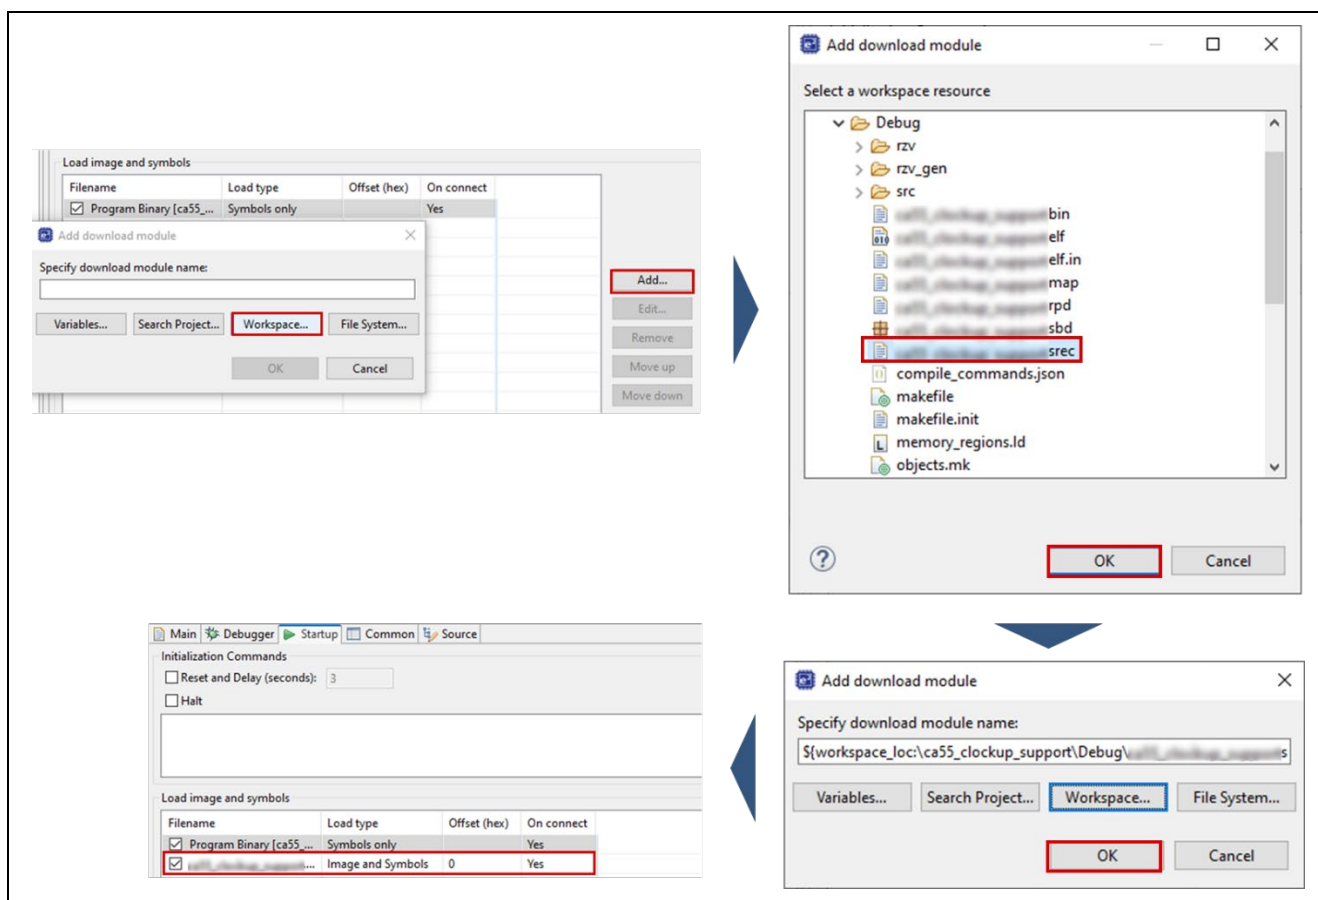 Load image and symbols
Filename Load type Offset (hex) On connect
Program Binary [ca55_... Symbols only Yes
Add download module
Specify download module name:
Variables... Search Project... Workspace... File System...
OK Cancel
Add...
Edit...
Remove
Move up
Move down
Add download module
Select a workspace resource
Debug
rzv
rzv_gen
src
bin
elf
elf.in
map
rpd
sbd
srec
compile_commands.json
makefile
makefile.init
memory_regions.ld
objects.mk
OK Cancel
Add download module
Specify download module name:
${workspace_loc:\ca55_clockup_support\Debug\
Variables... Search Project... Workspace... File System...
OK Cancel
Main Debugger Startup Common Source
Initialization Commands
Reset and Delay (seconds): 3
Halt
Load image and symbols
Filename Load type Offset (hex) On connect
Program Binary [ca55_... Symbols only Yes
... Image and Symbols 0 Yes